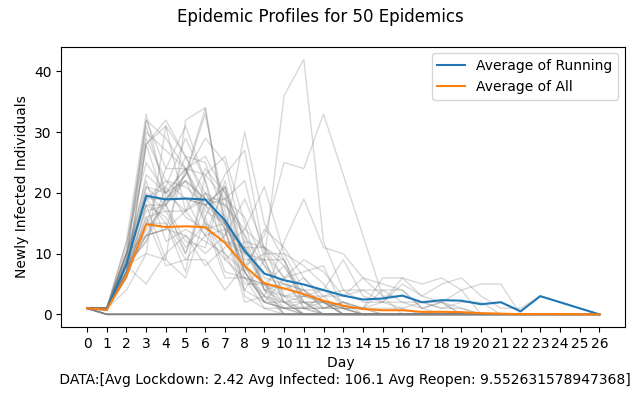 Epidemic Profiles for 50 Epidemics
Newly Infected Individuals
40
30
20
10
0
Average of Running
Average of All
0 1 2 3 4 5 6 7 8 9 10 11 12 13 14 15 16 17 18 19 20 21 22 23 24 25 26
Day
DATA:[Avg Lockdown: 2.42 Avg Infected: 106.1 Avg Reopen: 9.552631578947368]